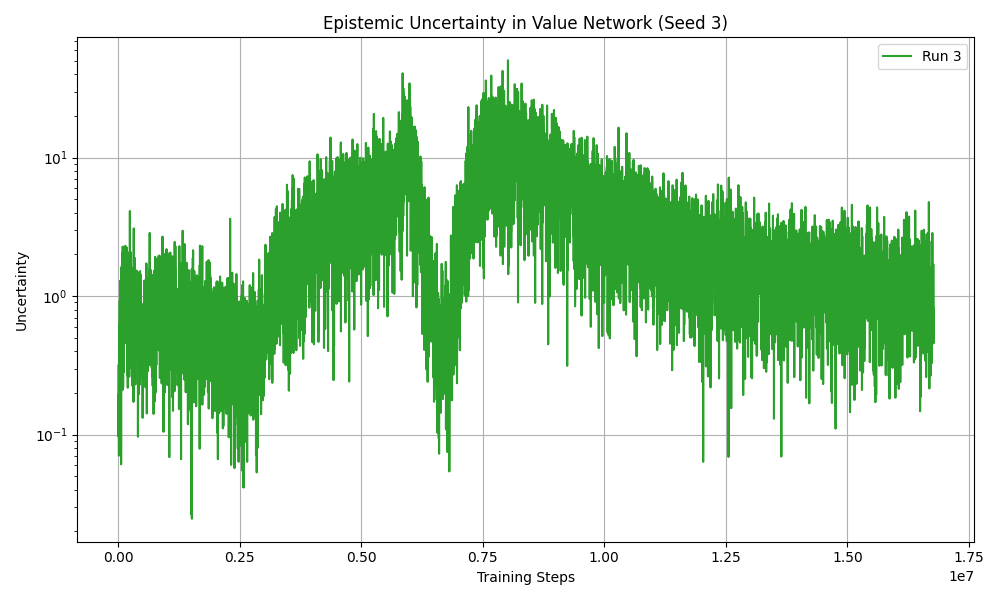 Epistemic Uncertainty in Value Network (Seed 3)
Run 3
Uncertainty
10¹
10⁰
10⁻¹
0.00 0.25 0.50 0.75 1.00 1.25 1.50 1.75
1e7
Training Steps